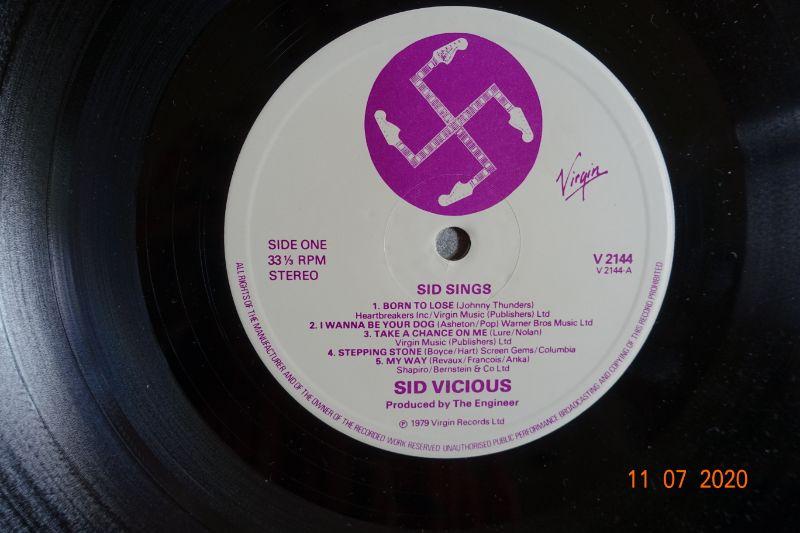 Virgin
SIDE ONE
33⅓ RPM
STEREO
V 2144
V 2144-A
SID SINGS
1. BORN TO LOSE (Johnny Thunders)
Heartbreakers Inc/Virgin Music (Publishers) Ltd
2. I WANNA BE YOUR DOG (Asheton/Pop) Warner Bros Music Ltd
3. TAKE A CHANCE ON ME (Lure/Nolan)
Virgin Music (Publishers) Ltd
4. STEPPING STONE (Boyce/Hart) Screen Gems/Columbia
5. MY WAY (Revaux/Francois/Anka)
Shapiro/Bernstein & Co Ltd
SID VICIOUS
Produced by The Engineer
℗ 1979 Virgin Records Ltd
ALL RIGHTS OF THE MANUFACTURER AND OF THE OWNER OF THE RECORDED WORK RESERVED UNAUTHORISED PUBLIC PERFORMANCE BROADCASTING AND COPYING OF THIS RECORD PROHIBITED
11 07 2020